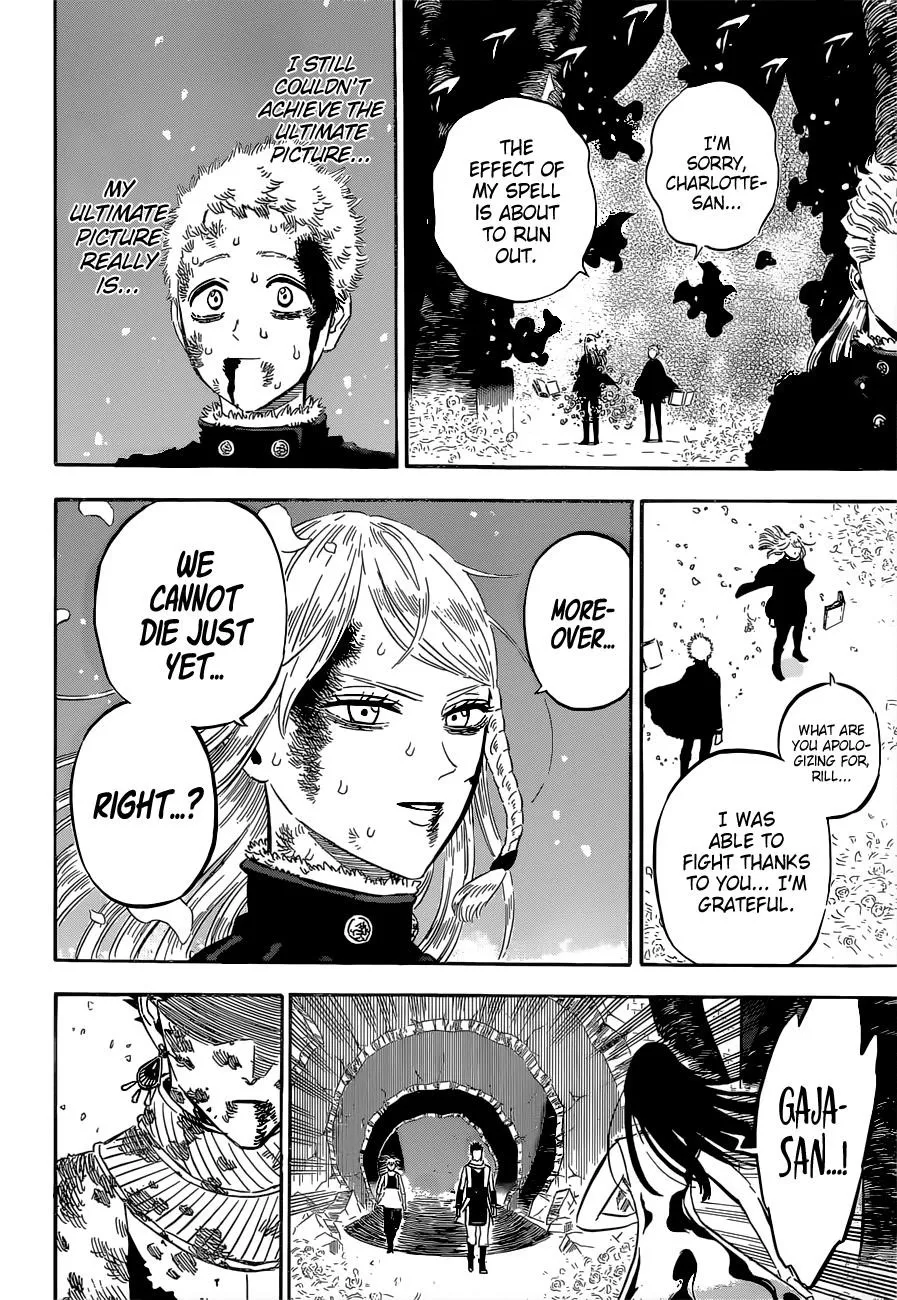 I'M
SORRY,
CHARLOTTE-
SAN...
THE
EFFECT OF
MY SPELL
IS ABOUT
TO RUN
OUT.
I STILL
COULDN'T
ACHIEVE THE
ULTIMATE
PICTURE...
MY
ULTIMATE
PICTURE
REALLY
IS...
WHAT ARE
YOU APOLO-
GIZING FOR,
RILL...
I WAS
ABLE TO
FIGHT THANKS
TO YOU... I'M
GRATEFUL.
MORE-
OVER...
WE
CANNOT
DIE JUST
YET...
RIGHT...?
GAJA-
SAN...!